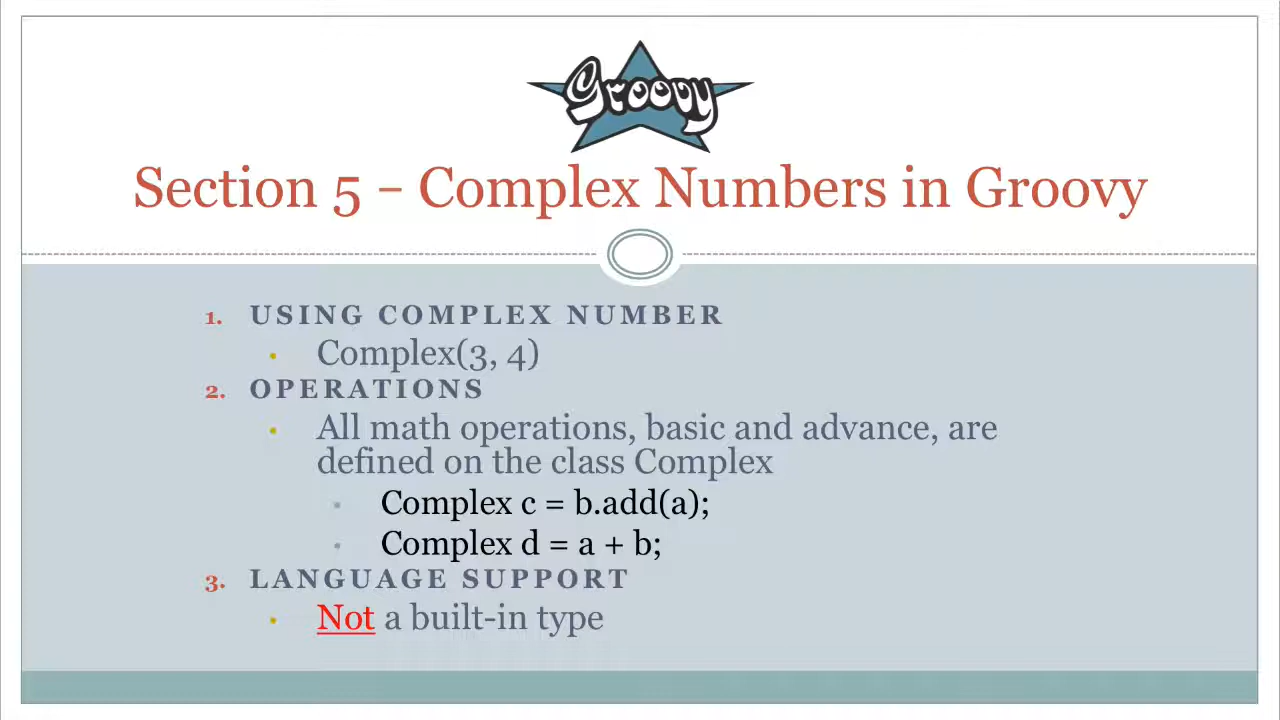 Groovy
Section 5 – Complex Numbers in Groovy
1. USING COMPLEX NUMBER
• Complex(3, 4)
2. OPERATIONS
• All math operations, basic and advance, are
defined on the class Complex
• Complex c = b.add(a);
• Complex d = a + b;
3. LANGUAGE SUPPORT
• Not a built-in type